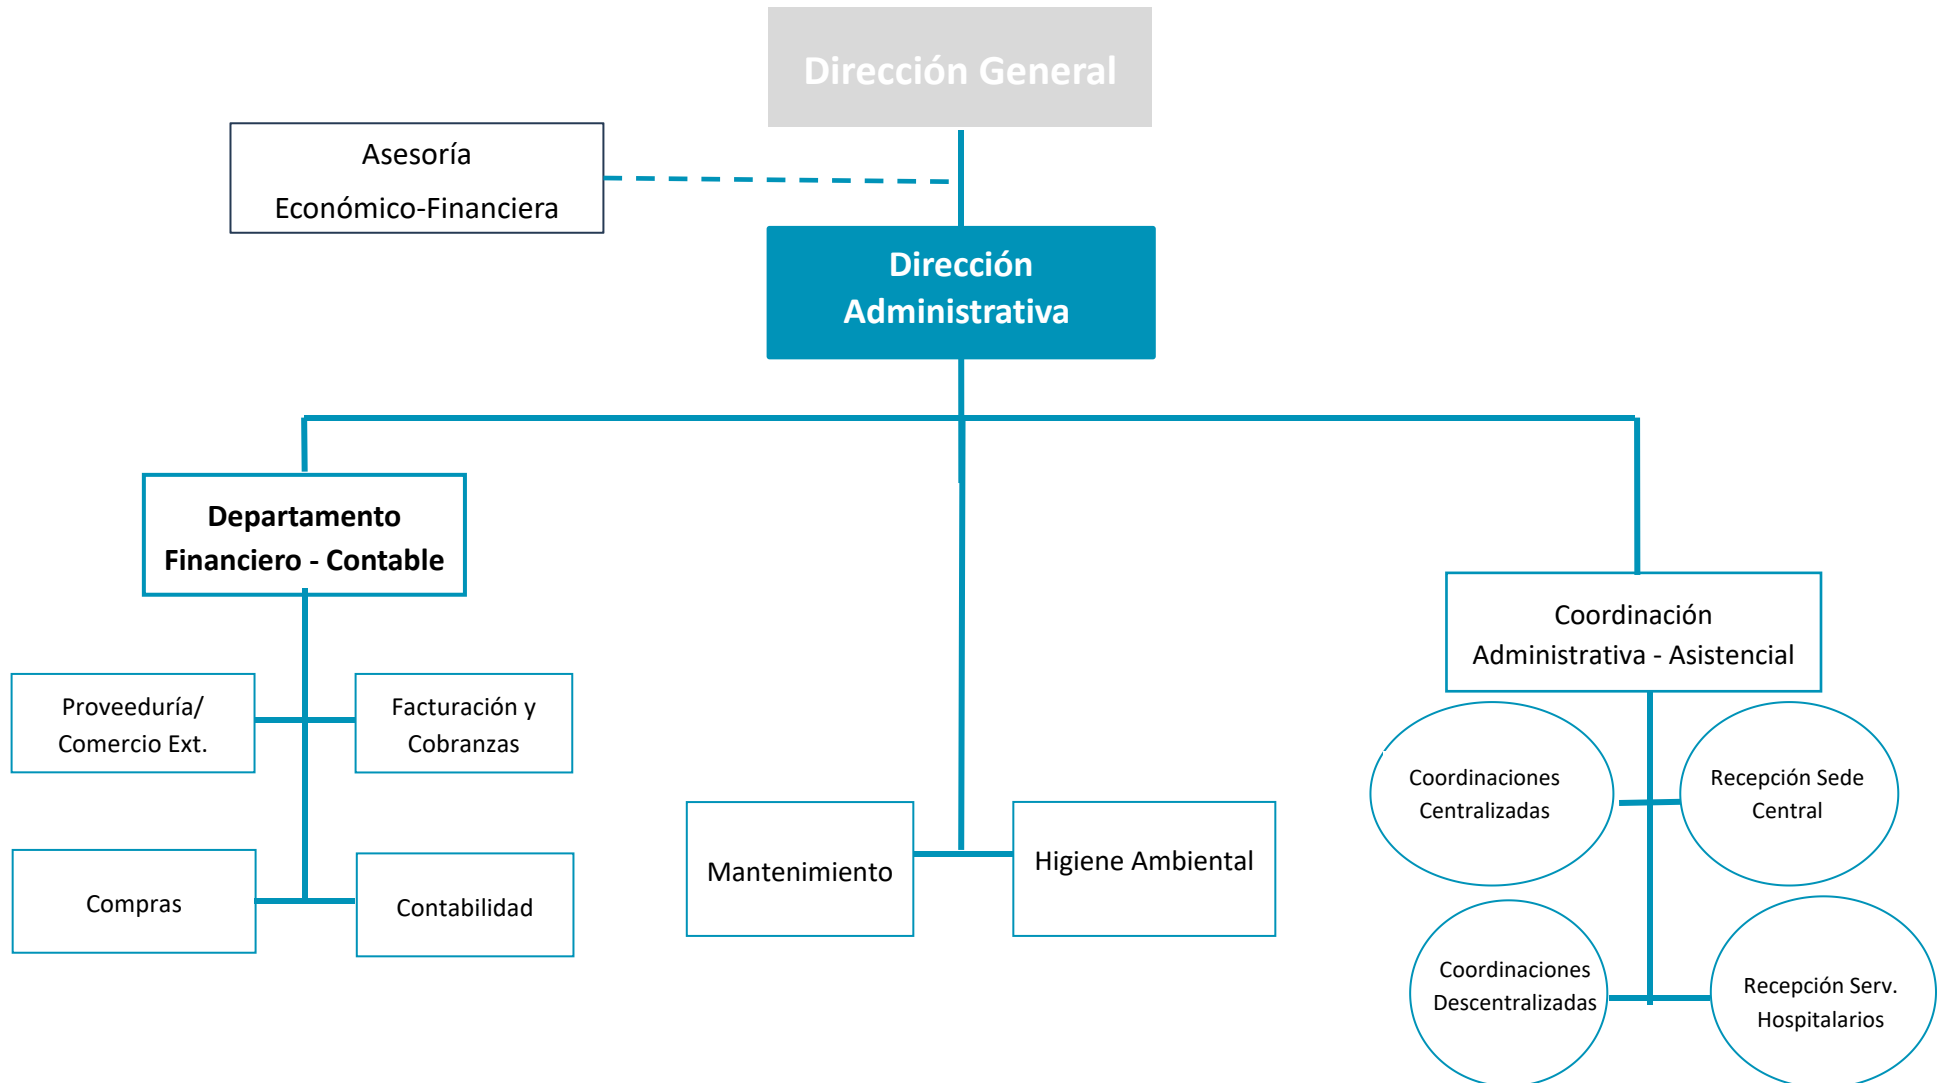 Dirección General
Asesoría
Económico-Financiera
Dirección
Administrativa
Departamento
Financiero - Contable
Coordinación
Administrativa - Asistencial
Proveeduría/
Comercio Ext.
Facturación y
Cobranzas
Coordinaciones
Centralizadas
Recepción Sede
Central
Mantenimiento
Higiene Ambiental
Compras
Contabilidad
Coordinaciones
Descentralizadas
Recepción Serv.
Hospitalarios